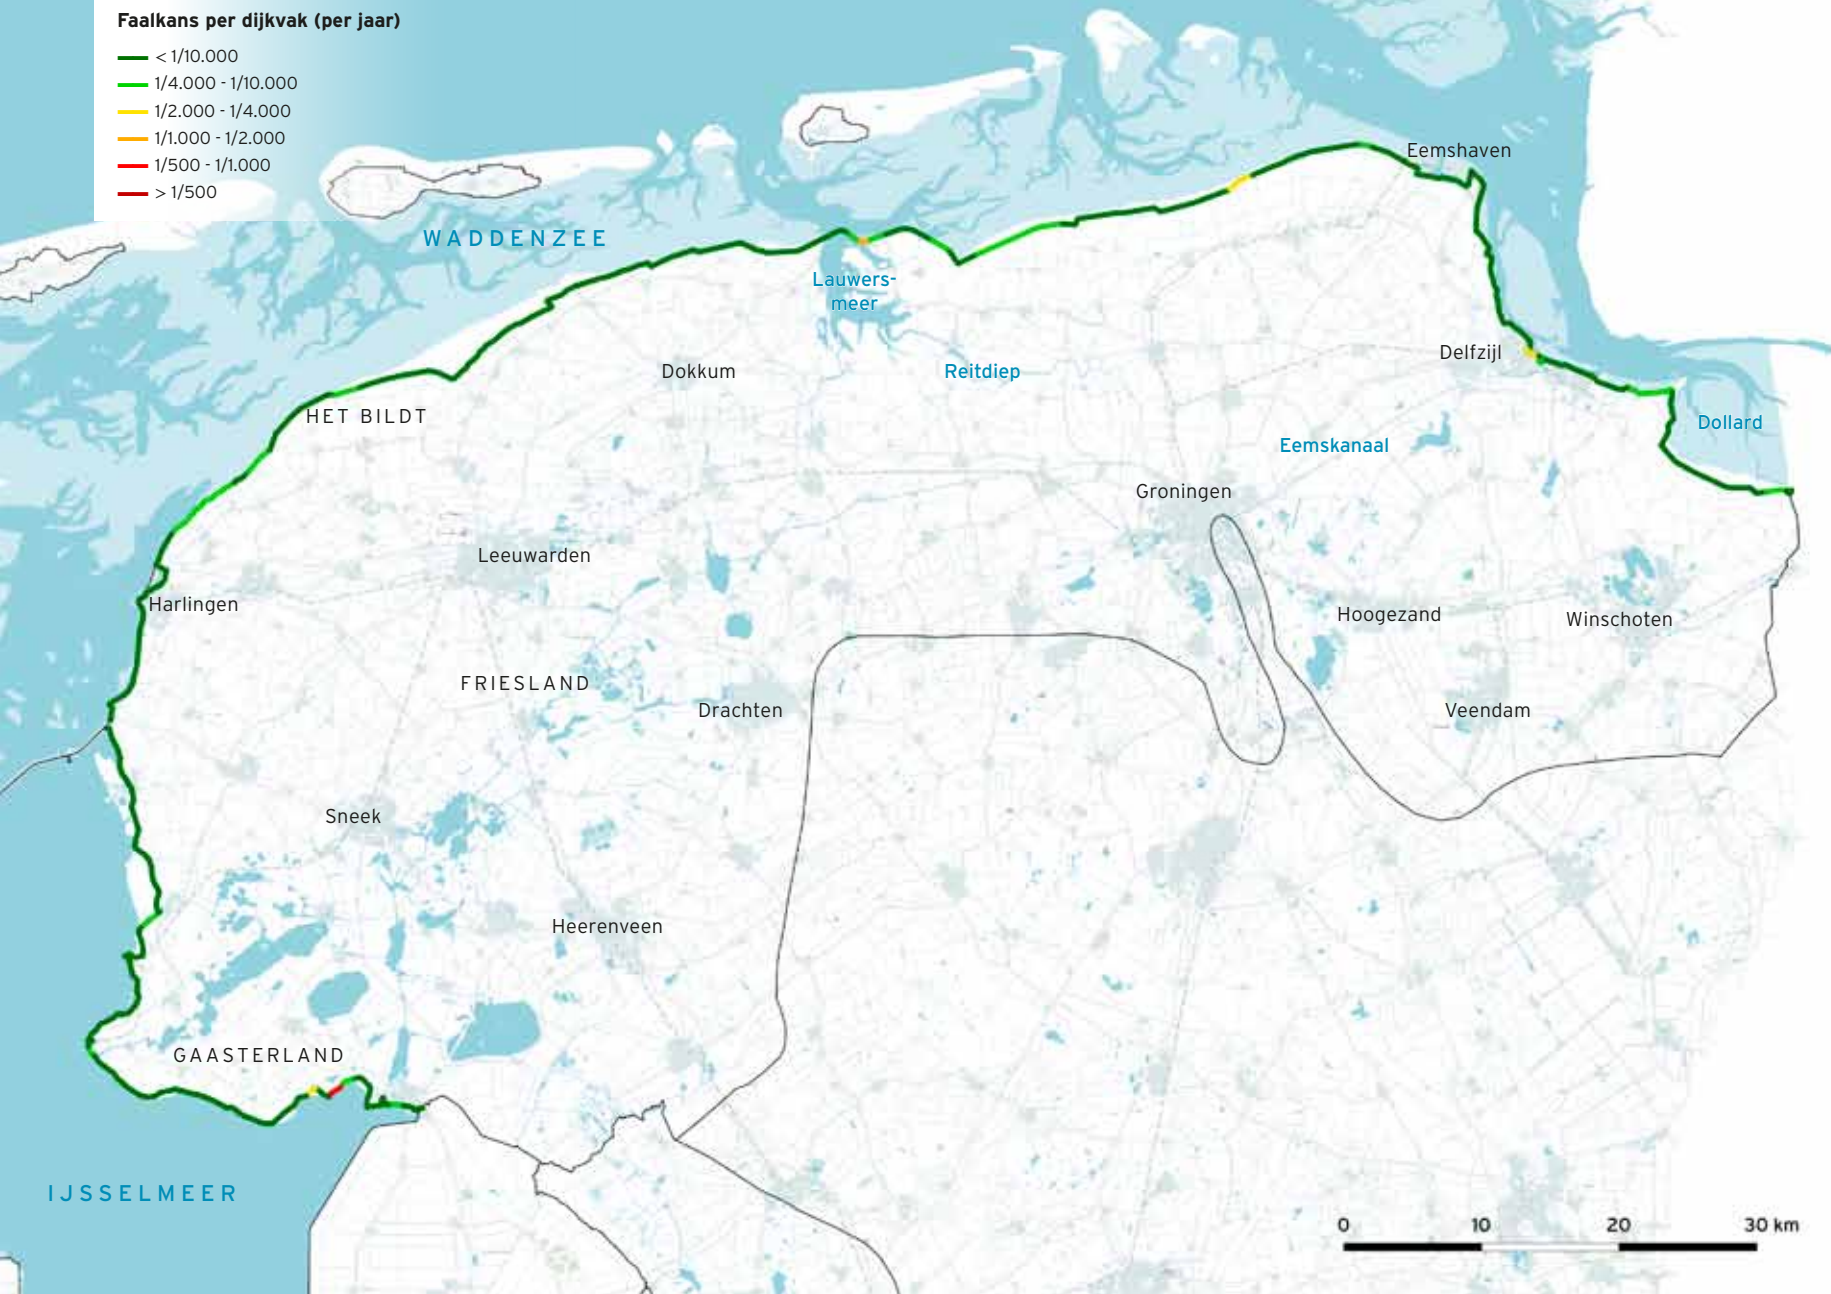 Faalkans per dijkvak (per jaar)
< 1/10.000
1/4.000 - 1/10.000
1/2.000 - 1/4.000
1/1.000 - 1/2.000
1/500 - 1/1.000
> 1/500
Eemshaven
WADDENZEE
Lauwers-
meer
Delfzijl
Dokkum
Reitdiep
HET BILDT
Dollard
Eemskanaal
Groningen
Leeuwarden
Harlingen
Hoogezand
Winschoten
FRIESLAND
Drachten
Veendam
Sneek
Heerenveen
GAASTERLAND
IJSSELMEER
0 10 20 30 km